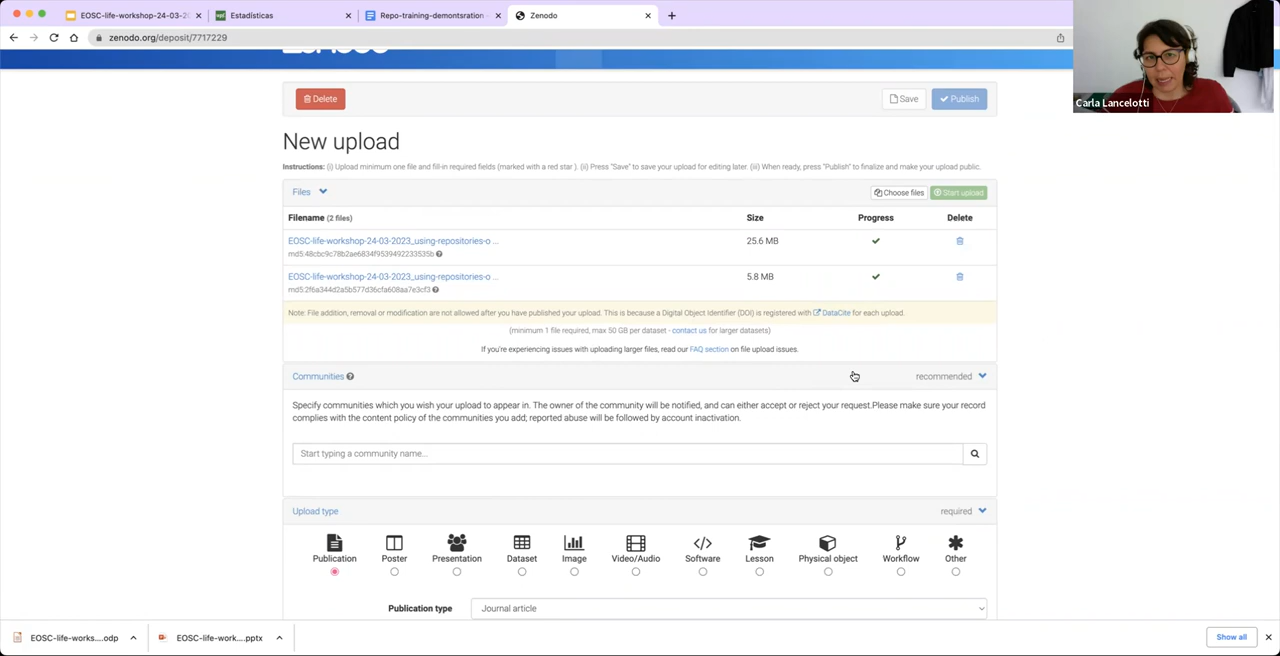 EOSC-life-workshop-24-03-20
Estadísticas
Repo-training-demontsration
Zenodo
zenodo.org/deposit/7717229
Carla Lancelotti
Delete
Save
Publish
New upload
Instructions: (i) Upload minimum one file and fill-in required fields (marked with a red star ). (ii) Press "Save" to save your upload for editing later. (iii) When ready, press "Publish" to finalize and make your upload public.
Files
Choose files
Start upload
Filename (2 files) Size Progress Delete
EOSC-life-workshop-24-03-2023_using-repositories-o ... 25.6 MB
md5:48cbc9c78b2ae6834f9539492233535b
EOSC-life-workshop-24-03-2023_using-repositories-o ... 5.8 MB
md5:2f6a344d2a5b577d36cfa608aa7e3cf3
Note: File addition, removal or modification are not allowed after you have published your upload. This is because a Digital Object Identifier (DOI) is registered with DataCite for each upload.
(minimum 1 file required, max 50 GB per dataset - contact us for larger datasets)
If you're experiencing issues with uploading larger files, read our FAQ section on file upload issues.
Communities recommended
Specify communities which you wish your upload to appear in. The owner of the community will be notified, and can either accept or reject your request.Please make sure your record
complies with the content policy of the communities you add; reported abuse will be followed by account inactivation.
Start typing a community name...
Upload type required
Publication Poster Presentation Dataset Image Video/Audio Software Lesson Physical object Workflow Other
Publication type Journal article
EOSC-life-works....odp
EOSC-life-work....pptx
Show all